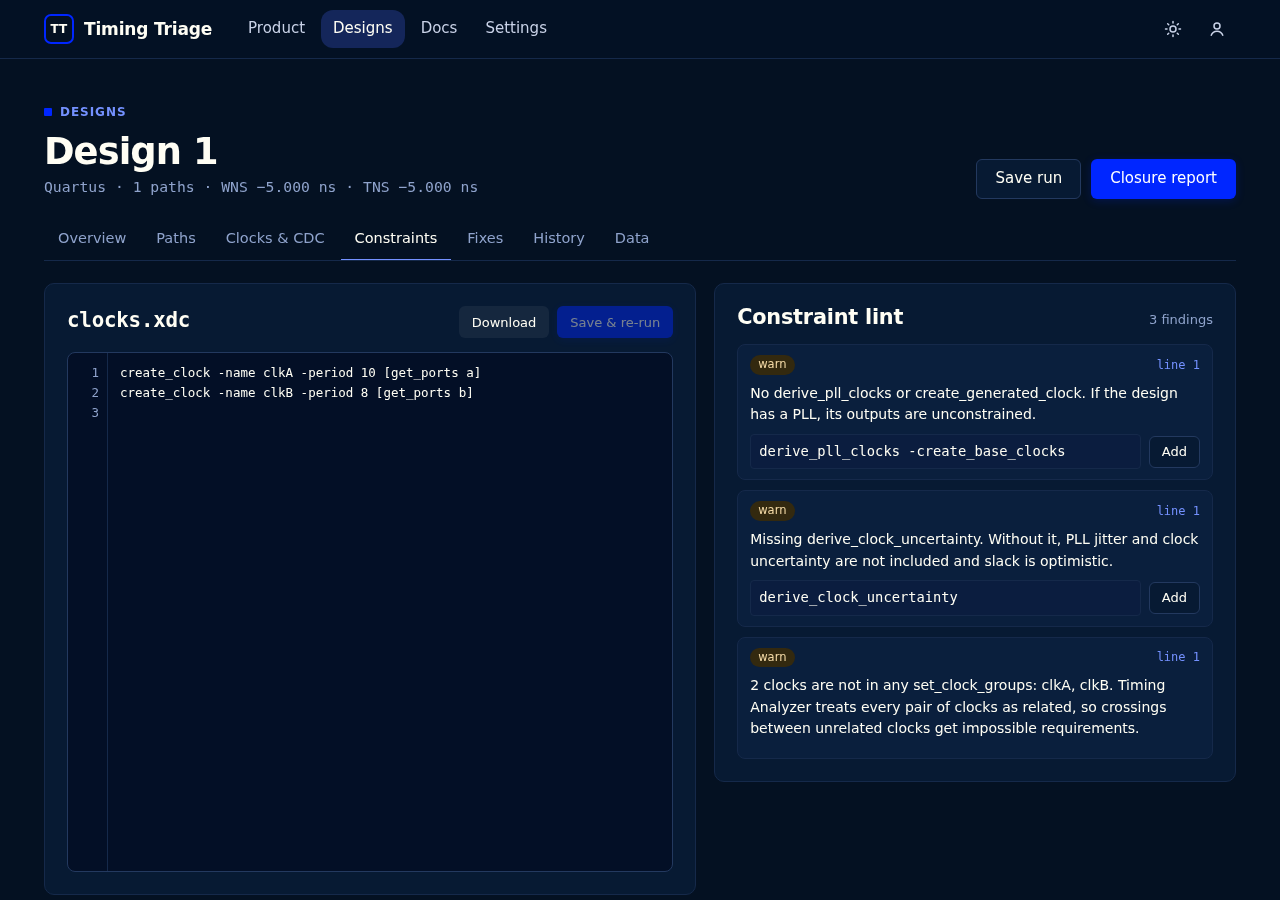 TT Timing Triage Product Designs Docs Settings
DESIGNS
Design 1
Quartus · 1 paths · WNS −5.000 ns · TNS −5.000 ns
Save run Closure report
Overview Paths Clocks & CDC Constraints Fixes History Data
clocks.xdc
Download Save & re-run
1 create_clock -name clkA -period 10 [get_ports a]
2 create_clock -name clkB -period 8 [get_ports b]
3
Constraint lint 3 findings
warn line 1
No derive_pll_clocks or create_generated_clock. If the design
has a PLL, its outputs are unconstrained.
derive_pll_clocks -create_base_clocks Add
warn line 1
Missing derive_clock_uncertainty. Without it, PLL jitter and clock
uncertainty are not included and slack is optimistic.
derive_clock_uncertainty Add
warn line 1
2 clocks are not in any set_clock_groups: clkA, clkB. Timing
Analyzer treats every pair of clocks as related, so crossings
between unrelated clocks get impossible requirements.